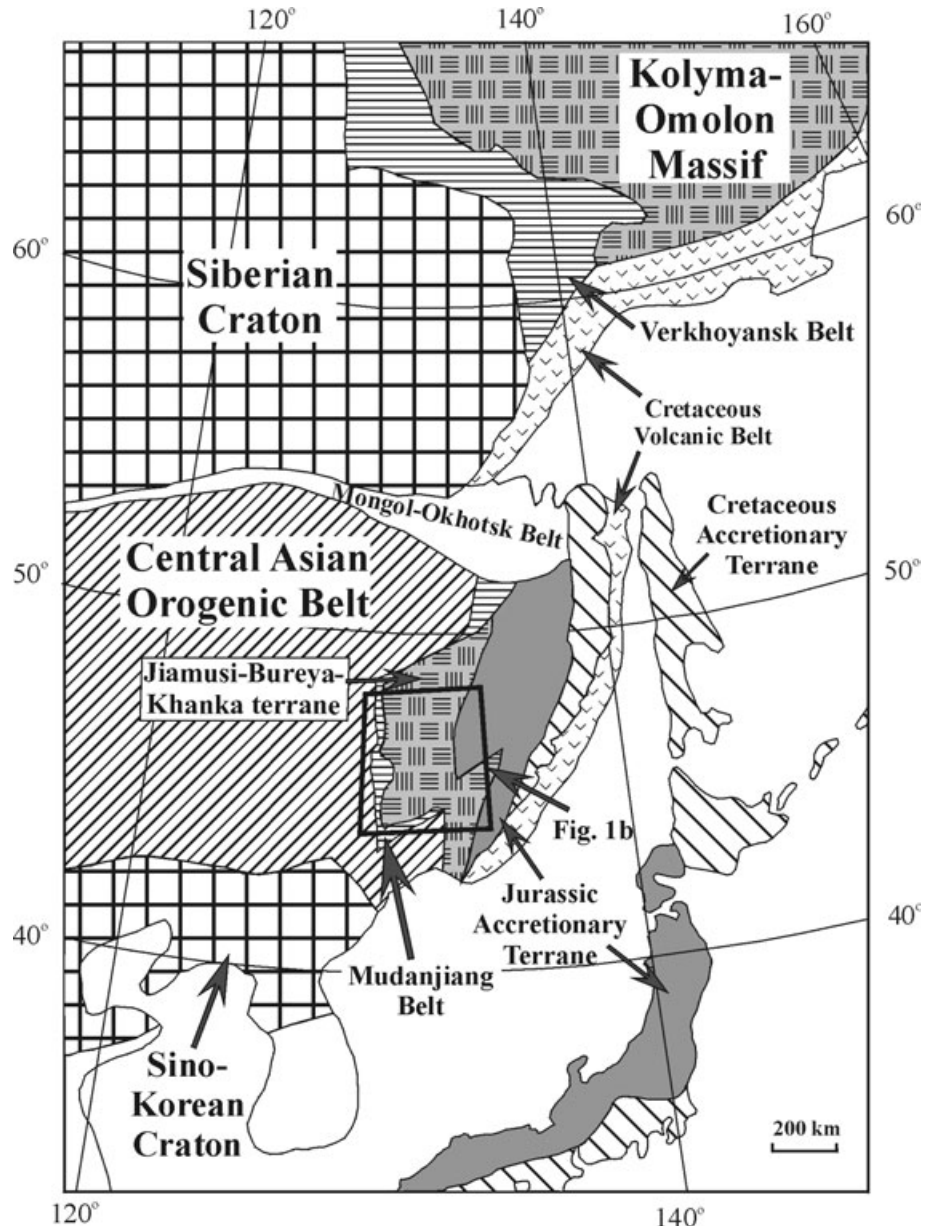 120°
140°
160°
Kolyma-
Omolon
Massif
60°
60°
Siberian
Craton
Verkhoyansk Belt
Cretaceous
Volcanic Belt
Mongol-Okhotsk Belt
Cretaceous
Accretionary
Terrane
Central Asian
Orogenic Belt
50°
50°
Jiamusi-Bureya-
Khanka terrane
Fig. 1b
Jurassic
Accretionary
Terrane
40°
40°
Mudanjiang
Belt
Sino-
Korean
Craton
200 km
120°
140°